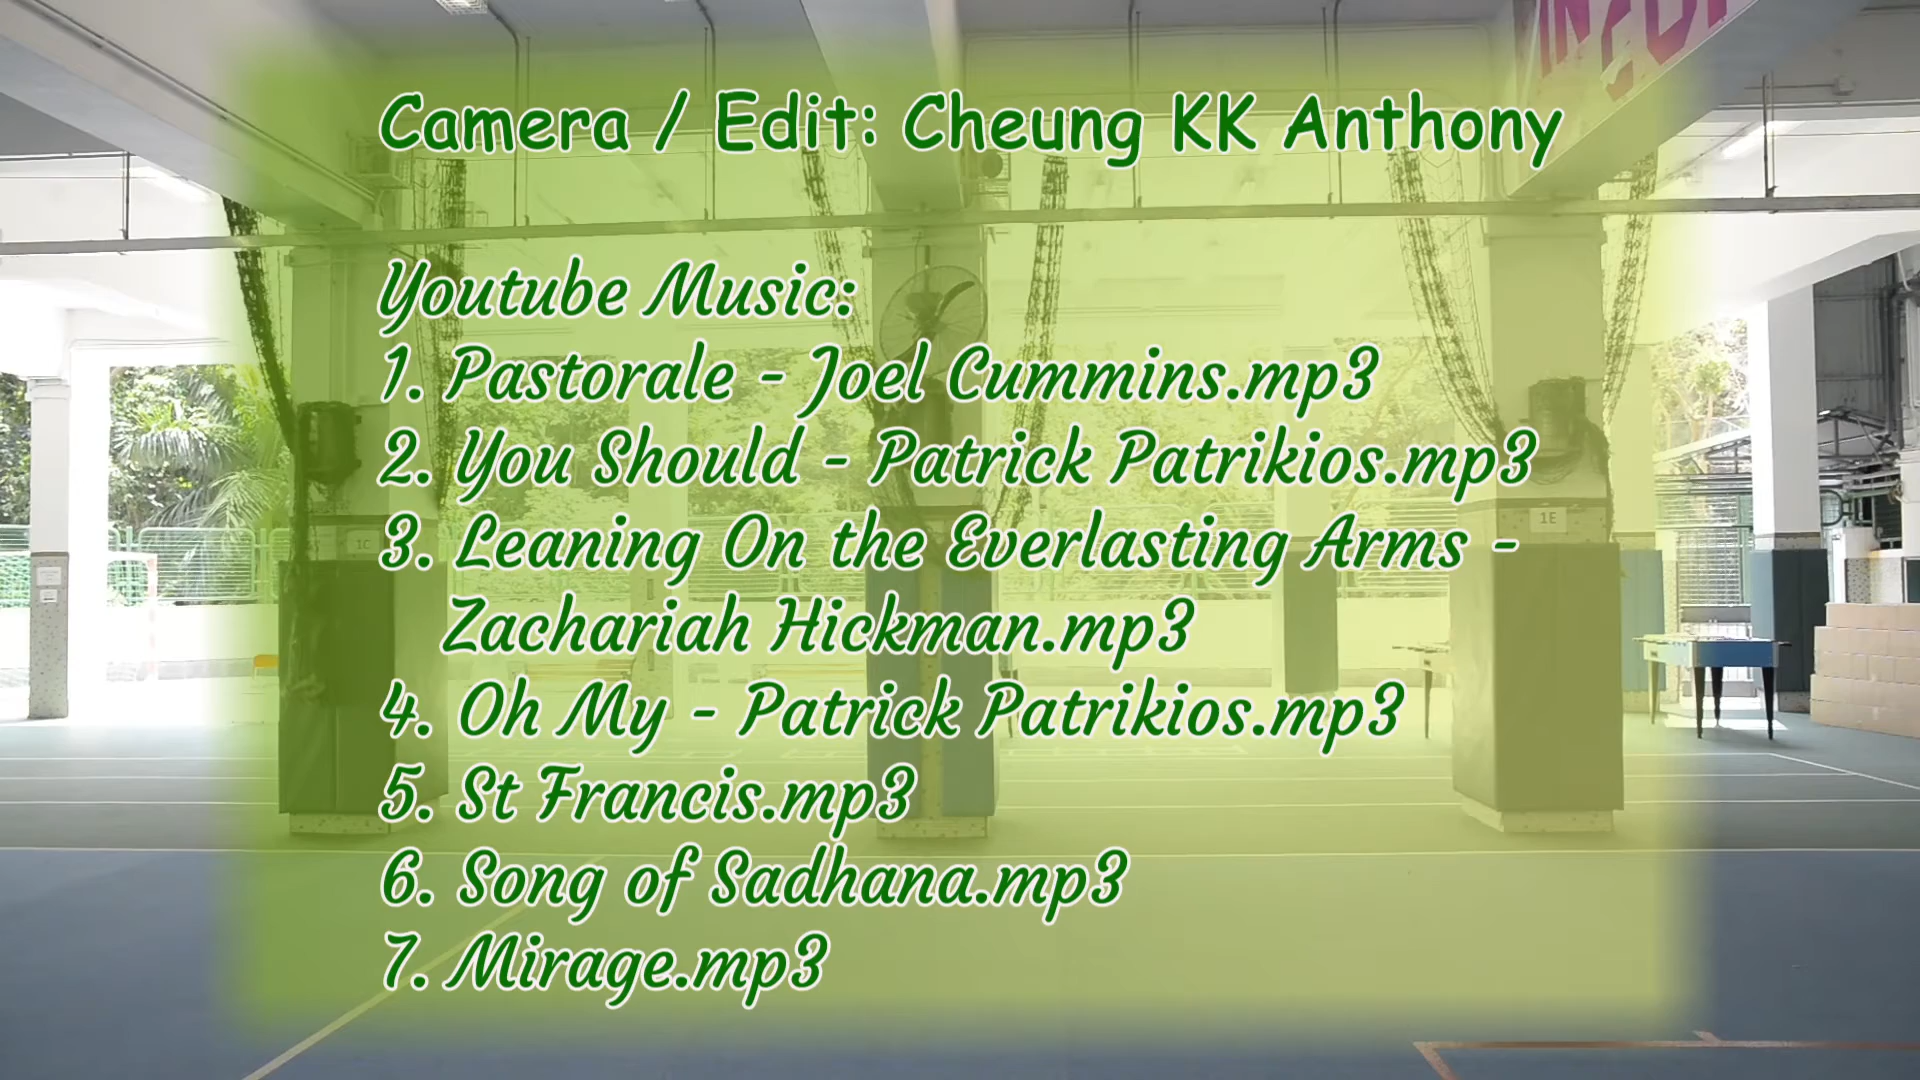 Camera / Edit: Cheung KK Anthony
Youtube Music:
1. Pastorale - Joel Cummins.mp3
2. You Should - Patrick Patrikios.mp3
3. Leaning On the Everlasting Arms -
Zachariah Hickman.mp3
4. Oh My - Patrick Patrikios.mp3
5. St Francis.mp3
6. Song of Sadhana.mp3
7. Mirage.mp3
1C
1E